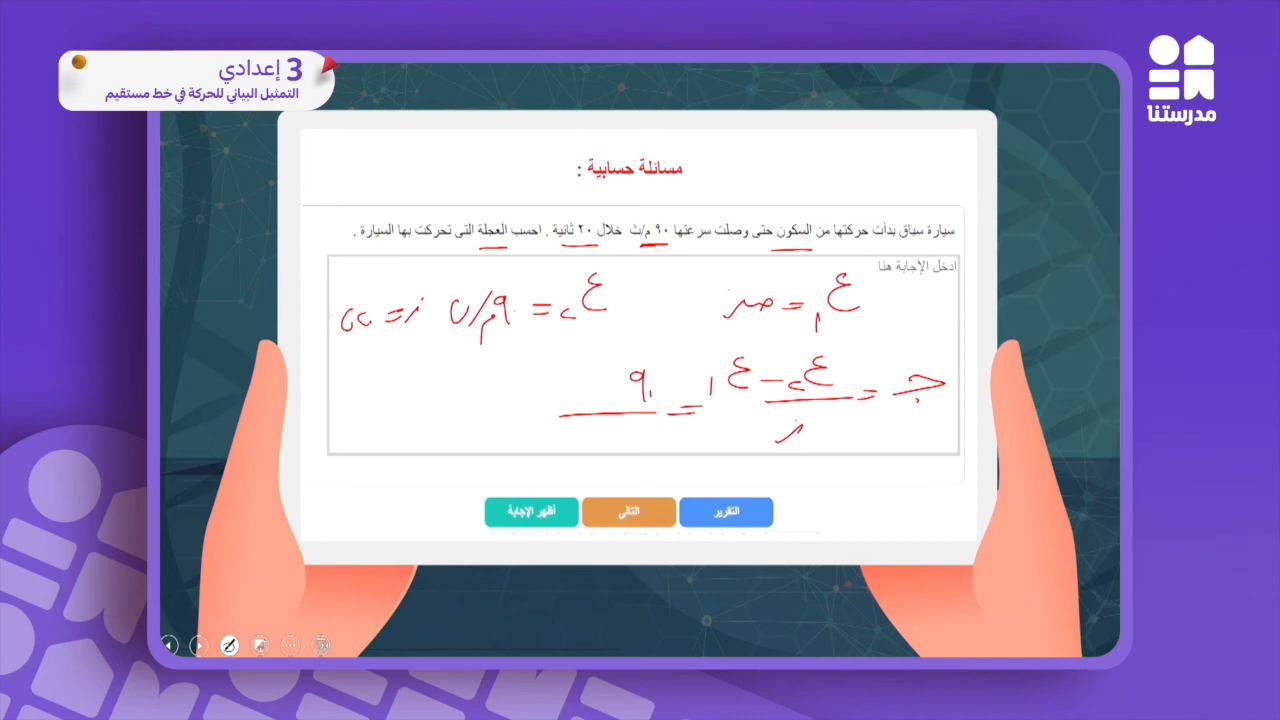 3 إعدادي
التمثيل البياني للحركة في خط مستقيم
مدرستنا
مسائلة حسابية :
سيارة سباق بدأت حركتها من السكون حتى وصلت سرعتها ٩٠ م/ث خلال ٢٠ ثانية . احسب العجلة التى تحركت بها السيارة .
ادخل الإجابة هنا
ع١ = صفر ع٢ = ٩٠ م/ث ز =
جـ = ع٢ – ع١ / ز = ٩٠
التقرير
التالى
أظهر الإجابة